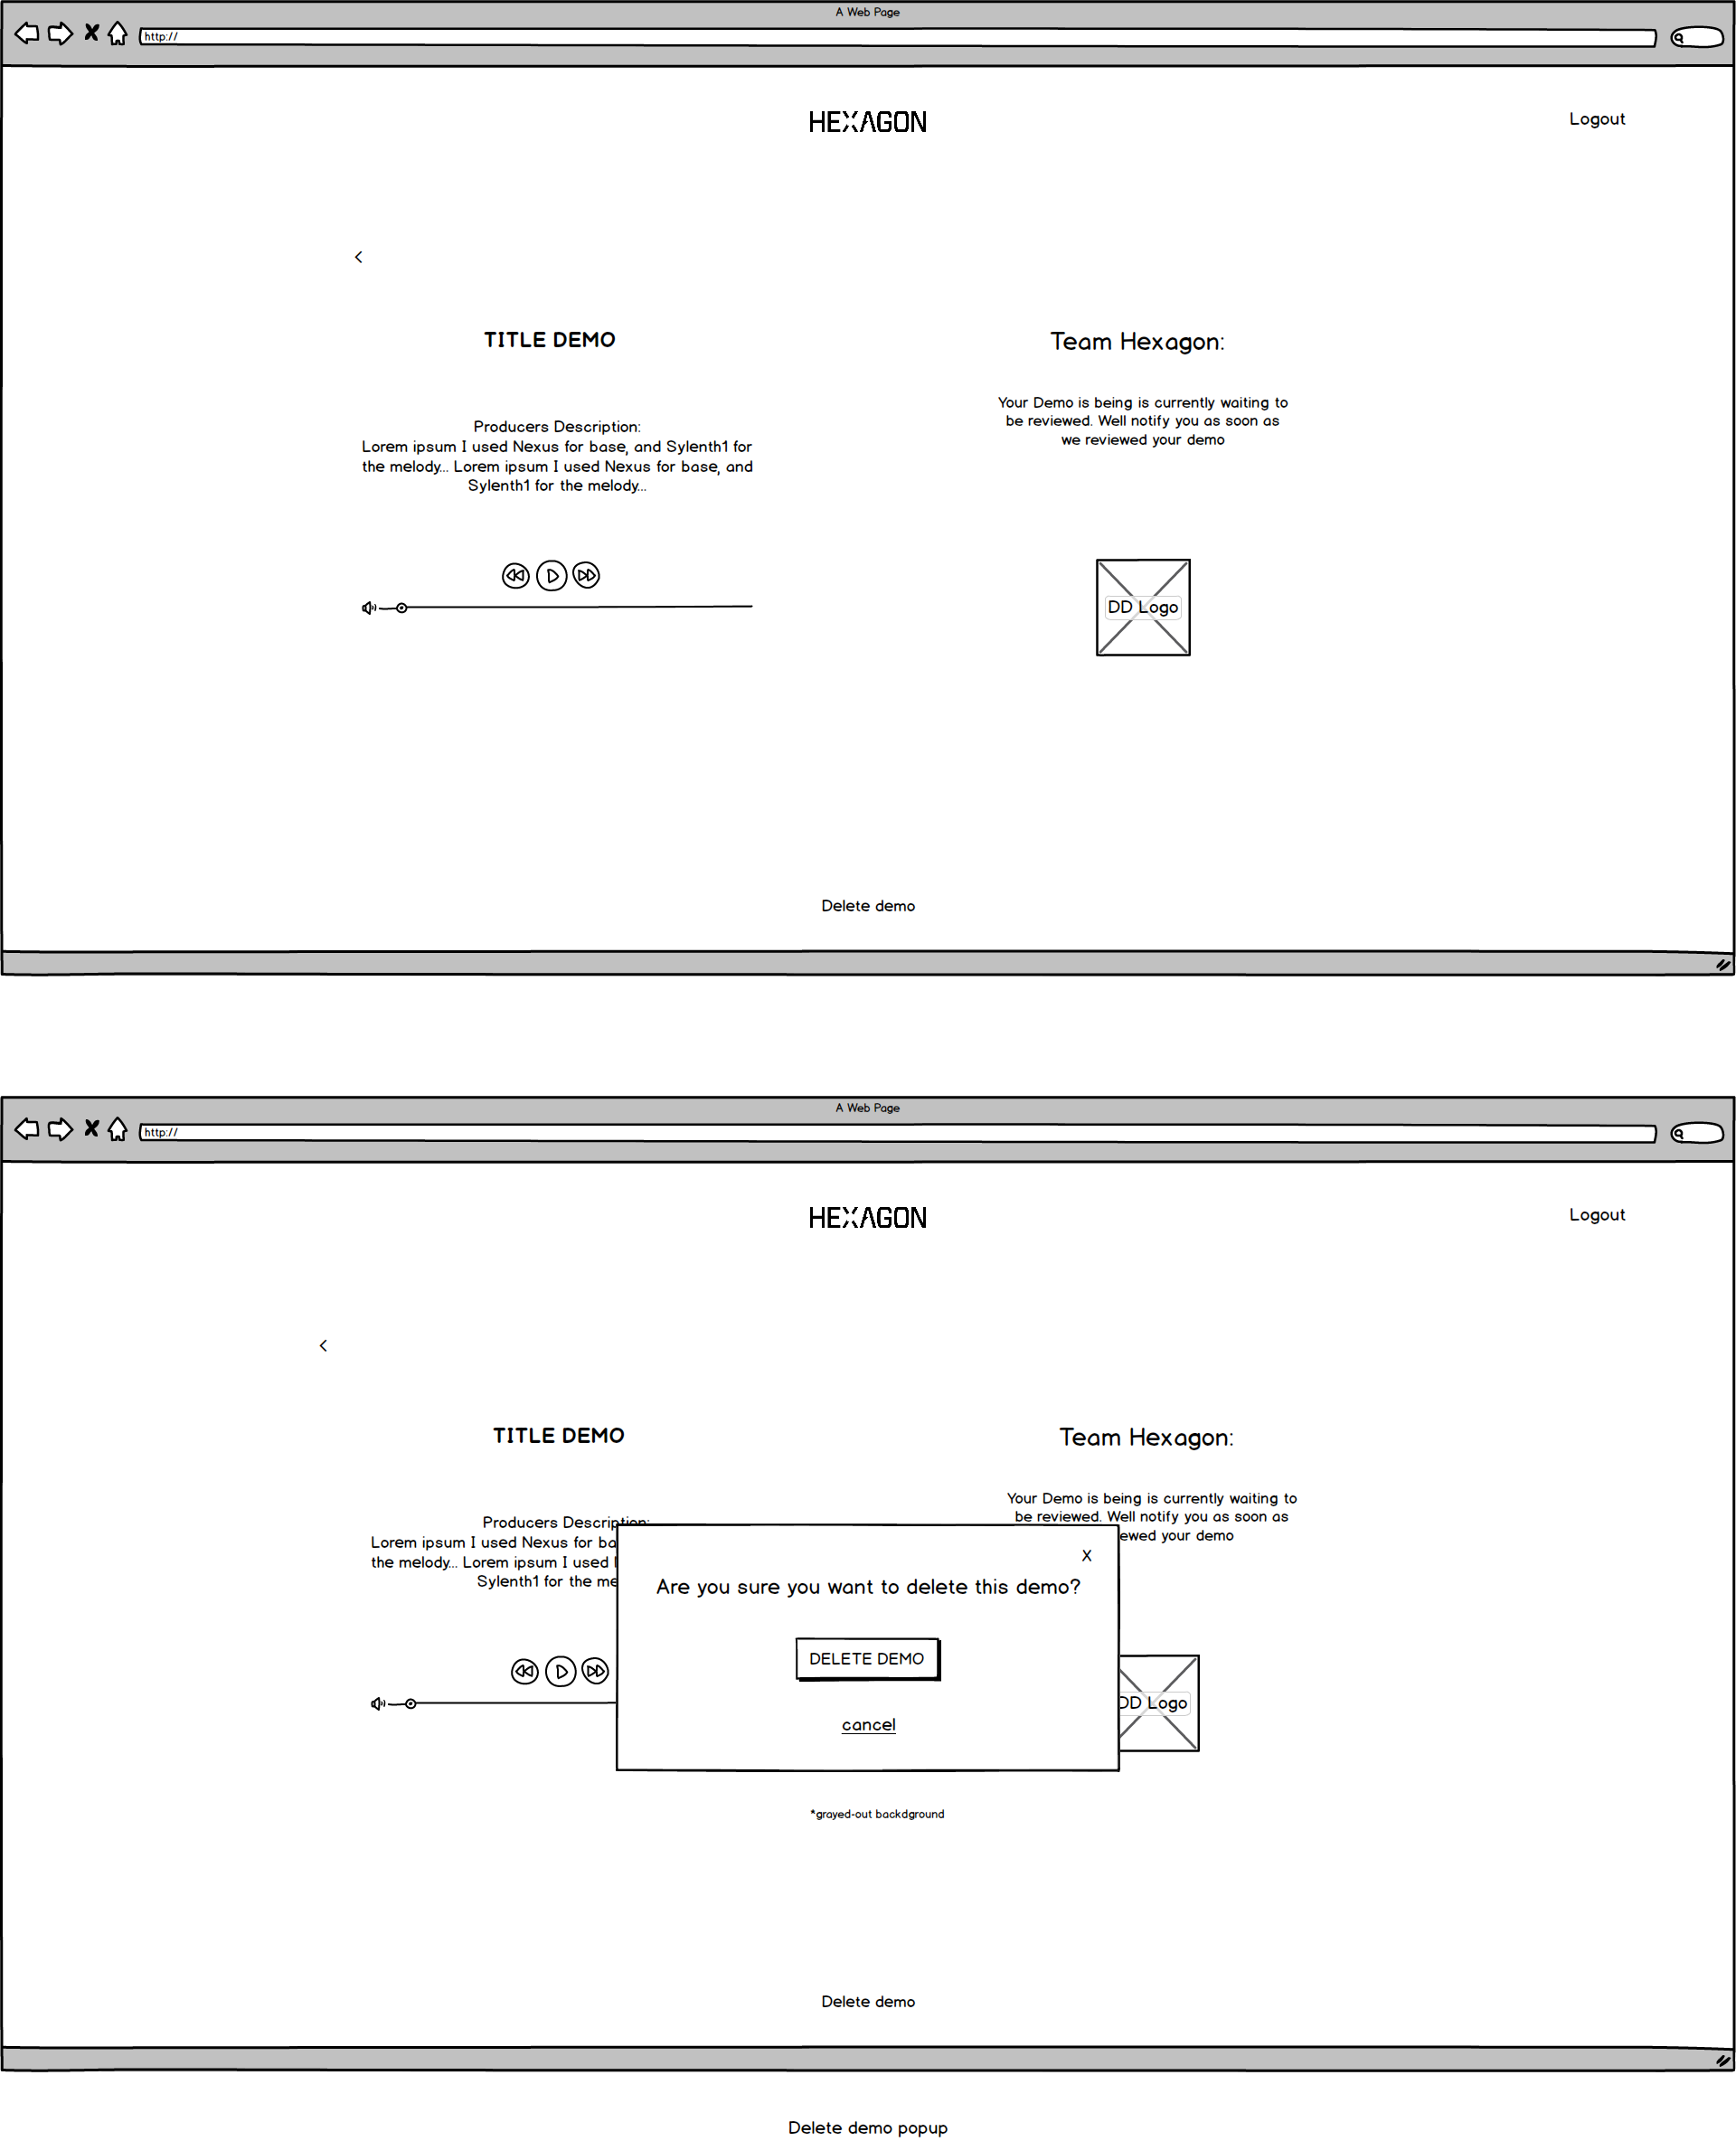 A Web Page
http://
HEXAGON
Logout
<
TITLE DEMO
Team Hexagon:
Your Demo is being is currently waiting to
be reviewed. Well notify you as soon as
we reviewed your demo
Producers Description:
Lorem ipsum I used Nexus for base, and Sylenth1 for
the melody... Lorem ipsum I used Nexus for base, and
Sylenth1 for the melody...
DD Logo
Delete demo
A Web Page
http://
HEXAGON
Logout
<
TITLE DEMO
Team Hexagon:
Your Demo is being is currently waiting to
be reviewed. Well notify you as soon as
ewed your demo
Producers Description:
Lorem ipsum I used Nexus for ba
the melody... Lorem ipsum I used
Sylenth1 for the me
X
Are you sure you want to delete this demo?
DELETE DEMO
cancel
DD Logo
*grayed-out backdground
Delete demo
Delete demo popup